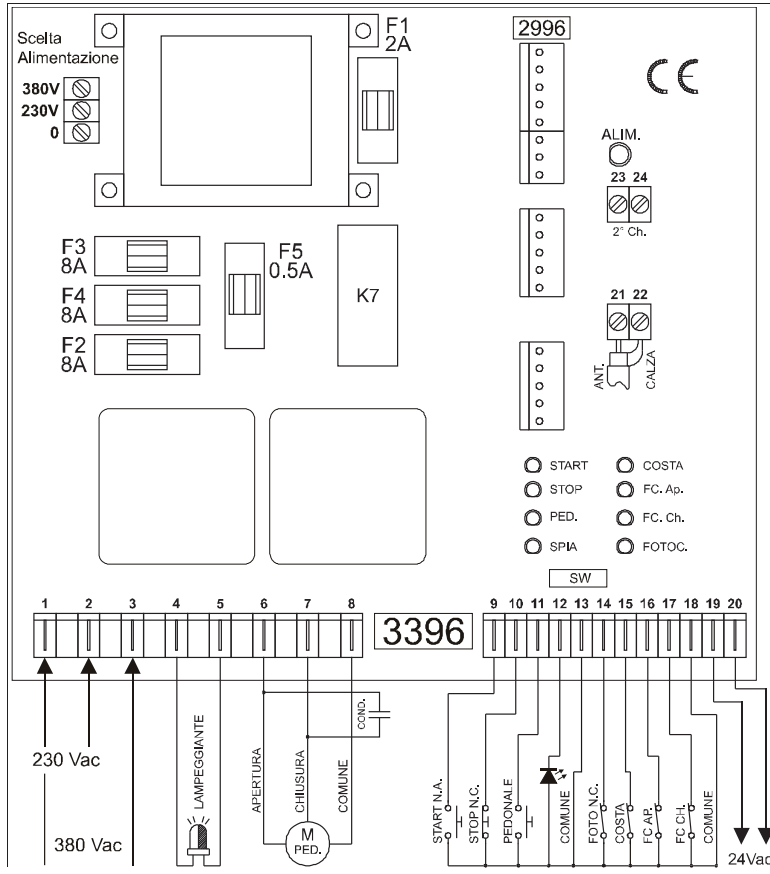 Scelta
Alimentazione
380V
230V
0
F1
2A
2996
CE
ALIM.
23 24
2° Ch.
F3
8A
F4
8A
F2
8A
F5
0.5A
K7
21 22
ANT.
CALZA
START
COSTA
STOP
FC. Ap.
PED.
FC. Ch.
SPIA
FOTOC.
SW
1 2 3 4 5 6 7 8
3396
9 10 11 12 13 14 15 16 17 18 19 20
230 Vac
380 Vac
LAMPEGGIANTE
APERTURA
CHIUSURA
COMUNE
COND.
M
PED.
START N.A.
STOP N.C.
PEDONALE
COMUNE
FOTO N.C.
COSTA
FC AP.
FC CH.
COMUNE
24Vac